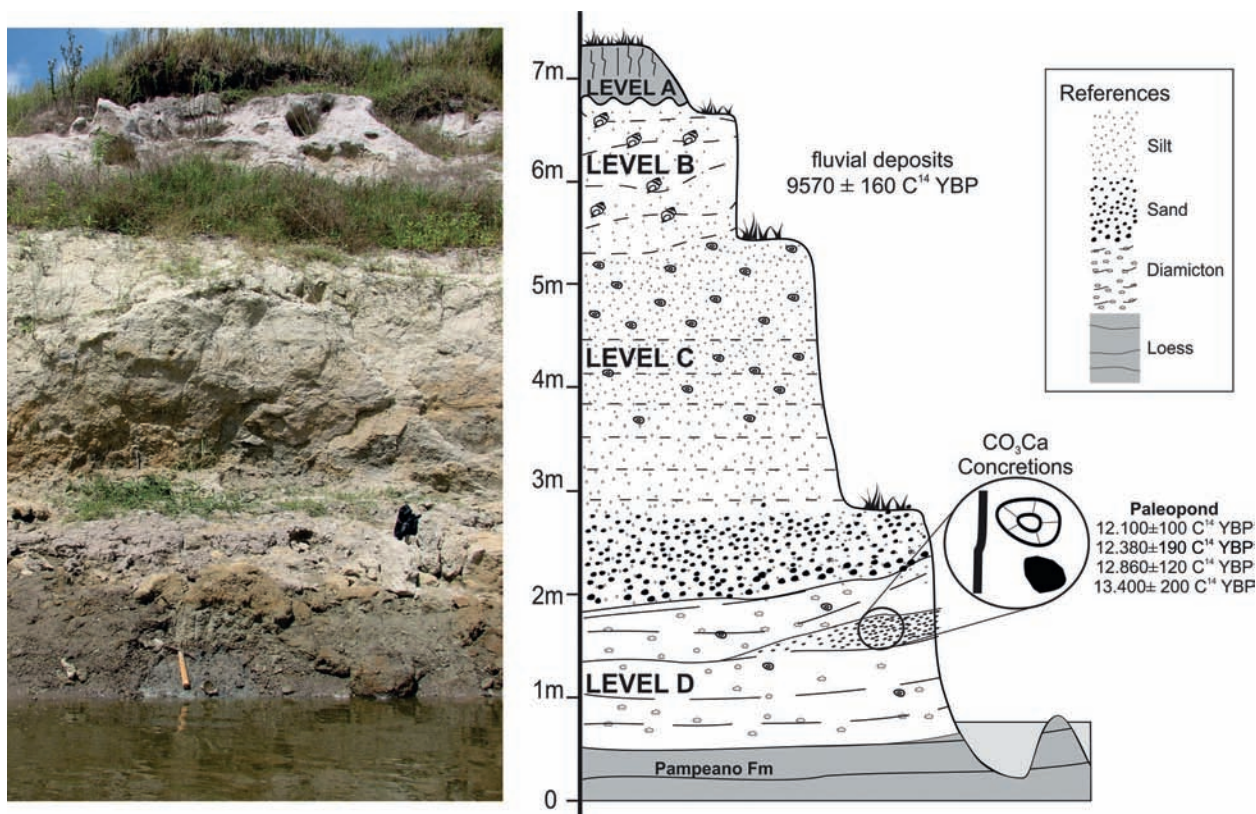 7m
LEVEL A
6m
LEVEL B
fluvial deposits
9570 ± 160 C¹⁴ YBP
5m
LEVEL C
4m
3m
2m
LEVEL D
1m
Pampeano Fm
0
References
Silt
Sand
Diamicton
Loess
CO₃Ca
Concretions
Paleopond
12.100±100 C¹⁴ YBP
12.380±190 C¹⁴ YBP
12.860±120 C¹⁴ YBP
13.400± 200 C¹⁴ YBP